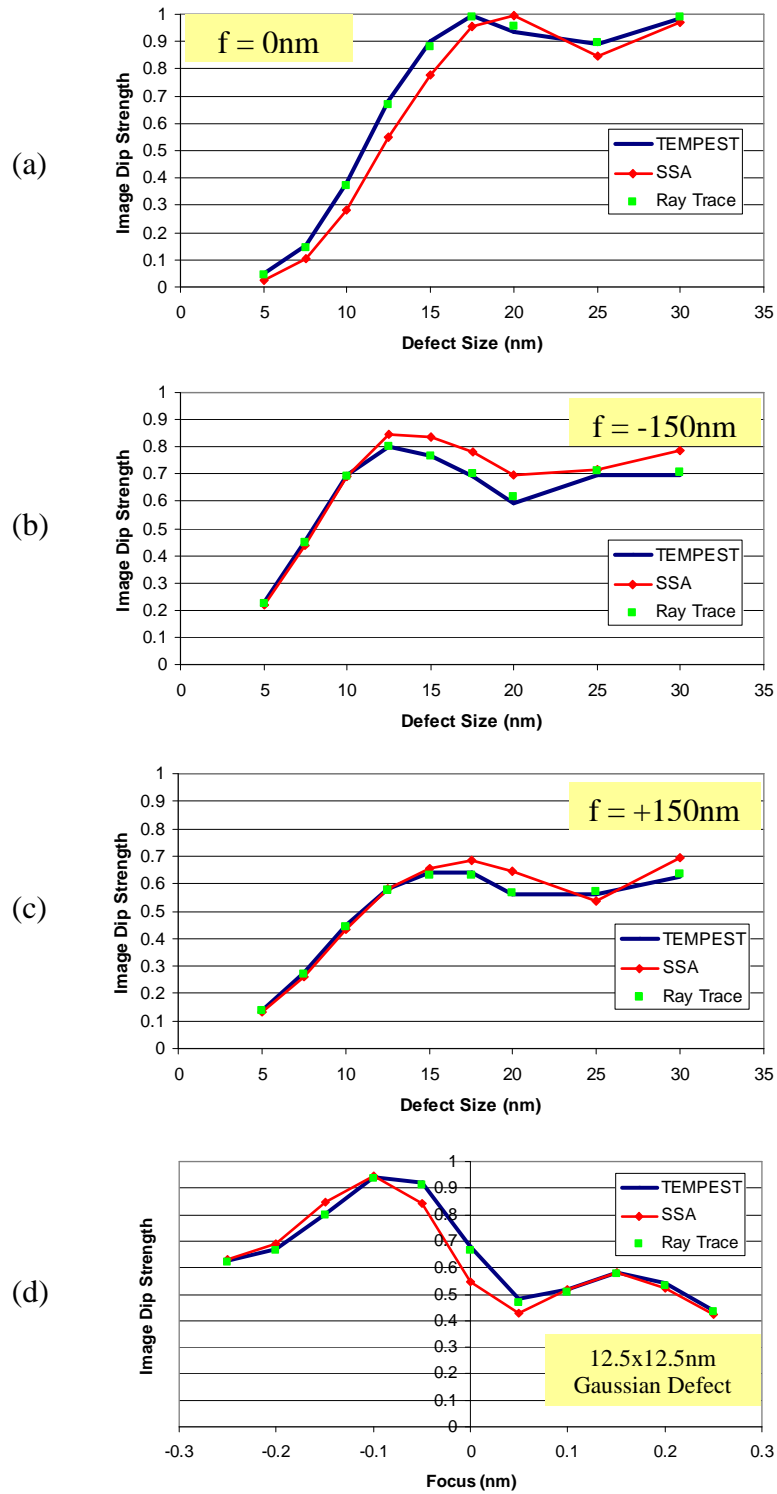 (a)
f = 0nm
Image Dip Strength
1
0.9
0.8
0.7
0.6
0.5
0.4
0.3
0.2
0.1
0
0 5 10 15 20 25 30 35
Defect Size (nm)
TEMPEST
SSA
Ray Trace
(b)
f = -150nm
Image Dip Strength
1
0.9
0.8
0.7
0.6
0.5
0.4
0.3
0.2
0.1
0
0 5 10 15 20 25 30 35
Defect Size (nm)
TEMPEST
SSA
Ray Trace
(c)
f = +150nm
Image Dip Strength
1
0.9
0.8
0.7
0.6
0.5
0.4
0.3
0.2
0.1
0
0 5 10 15 20 25 30 35
Defect Size (nm)
TEMPEST
SSA
Ray Trace
(d)
Image Dip Strength
1
0.9
0.8
0.7
0.6
0.5
0.4
0.3
0.2
0.1
0
-0.3 -0.2 -0.1 0 0.1 0.2 0.3
Focus (nm)
TEMPEST
SSA
Ray Trace
12.5x12.5nm
Gaussian Defect